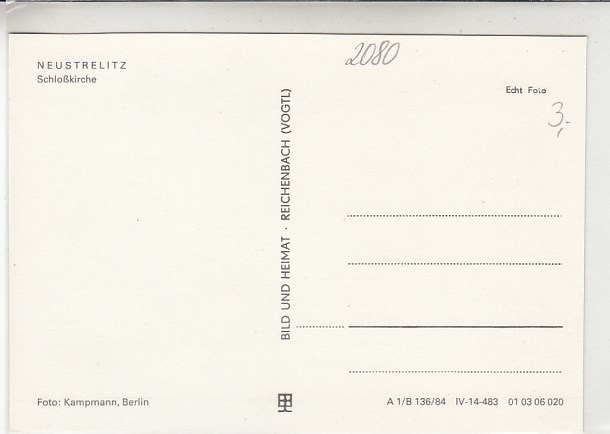 NEUSTRELITZ
Schloßkirche
2080
Echt Foto
3,-
BILD UND HEIMAT · REICHENBACH (VOGTL)
Foto: Kampmann, Berlin
A 1/B 136/84 IV-14-483 01 03 06 020